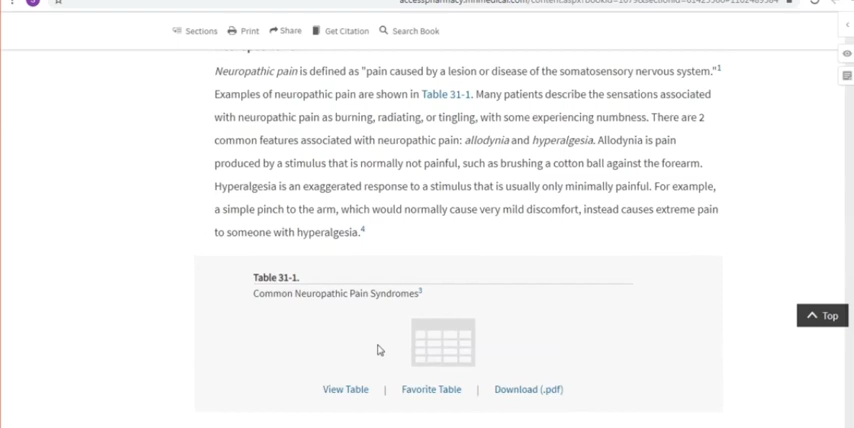 Sections Print Share Get Citation Search Book
Neuropathic pain is defined as "pain caused by a lesion or disease of the somatosensory nervous system."1
Examples of neuropathic pain are shown in Table 31-1. Many patients describe the sensations associated
with neuropathic pain as burning, radiating, or tingling, with some experiencing numbness. There are 2
common features associated with neuropathic pain: allodynia and hyperalgesia. Allodynia is pain
produced by a stimulus that is normally not painful, such as brushing a cotton ball against the forearm.
Hyperalgesia is an exaggerated response to a stimulus that is usually only minimally painful. For example,
a simple pinch to the arm, which would normally cause very mild discomfort, instead causes extreme pain
to someone with hyperalgesia.4
Table 31-1.
Common Neuropathic Pain Syndromes3
Top
View Table | Favorite Table | Download (.pdf)